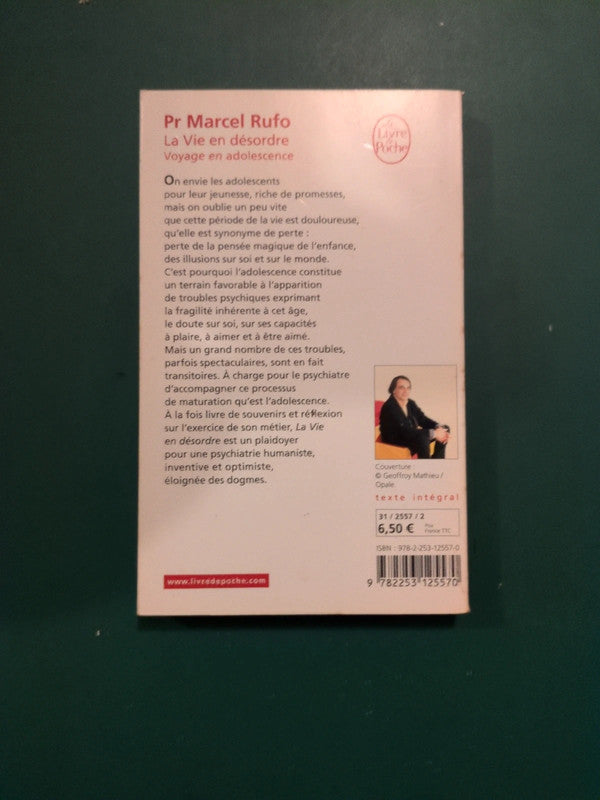 Pr Marcel Rufo
La Vie en désordre
Voyage en adolescence
Le
Livre
de
Poche
On envie les adolescents
pour leur jeunesse, riche de promesses,
mais on oublie un peu vite
que cette période de la vie est douloureuse,
qu'elle est synonyme de perte :
perte de la pensée magique de l'enfance,
des illusions sur soi et sur le monde.
C'est pourquoi l'adolescence constitue
un terrain favorable à l'apparition
de troubles psychiques exprimant
la fragilité inhérente à cet âge,
le doute sur soi, sur ses capacités
à plaire, à aimer et à être aimé.
Mais un grand nombre de ces troubles,
parfois spectaculaires, sont en fait
transitoires. À charge pour le psychiatre
d'accompagner ce processus
de maturation qu'est l'adolescence.
À la fois livre de souvenirs et réflexion
sur l'exercice de son métier, La Vie
en désordre est un plaidoyer
pour une psychiatrie humaniste,
inventive et optimiste,
éloignée des dogmes.
Couverture
© Geoffroy Mathieu /
Opale.
texte intégral
31 / 2557 / 2
6,50 €
Prix
France TTC
ISBN : 978-2-253-12557-0
9 782253 125570
www.livredepoche.com